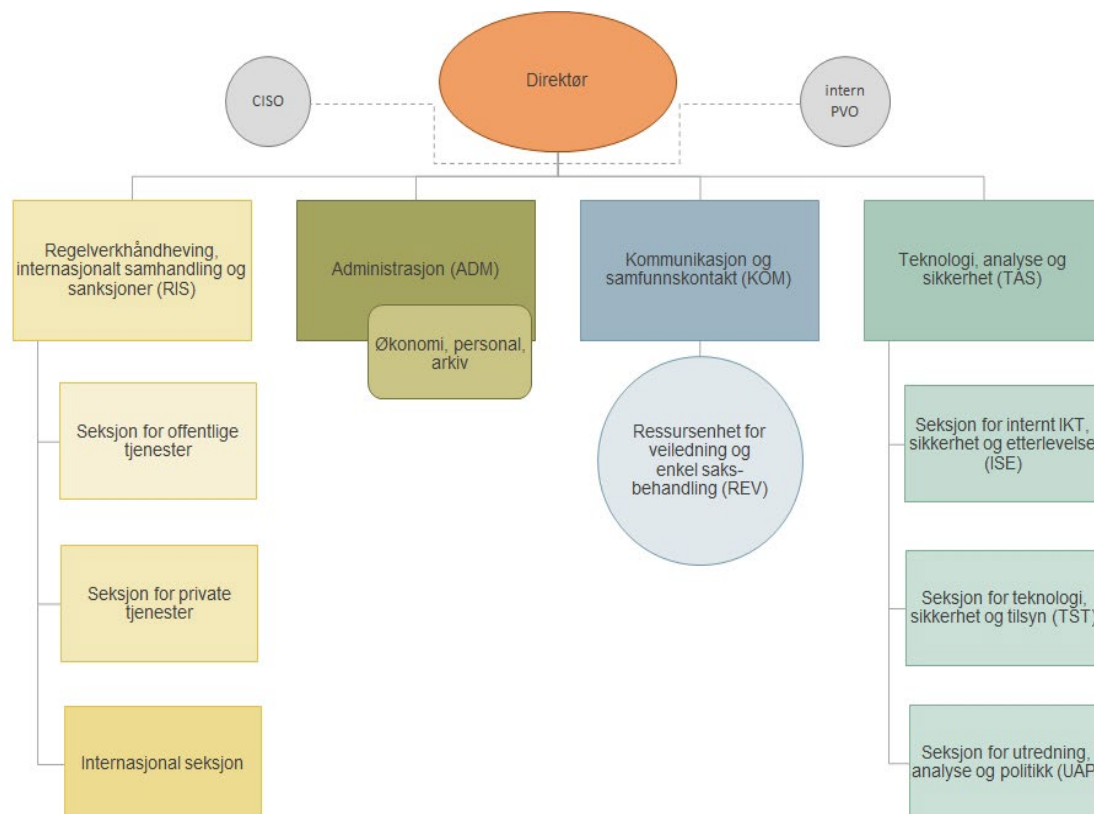 Direktør
CISO
intern
PVO
Regelverkhåndheving,
internasjonalt samhandling og
sanksjoner (RIS)
Administrasjon (ADM)
Kommunikasjon og
samfunnskontakt (KOM)
Teknologi, analyse og
sikkerhet (TAS)
Økonomi, personal,
arkiv
Seksjon for offentlige
tjenester
Ressursenhet for
veiledning og
enkel saks-
behandling (REV)
Seksjon for internt IKT,
sikkerhet og etterlevelse
(ISE)
Seksjon for private
tjenester
Seksjon for teknologi,
sikkerhet og tilsyn (TST)
Internasjonal seksjon
Seksjon for utredning,
analyse og politikk (UAP